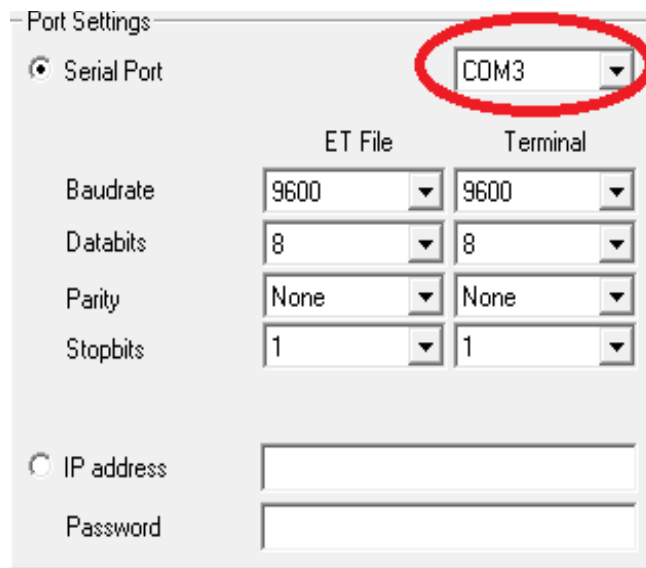 Port Settings
Serial Port COM3
ET File Terminal
Baudrate 9600 9600
Databits 8 8
Parity None None
Stopbits 1 1
IP address
Password